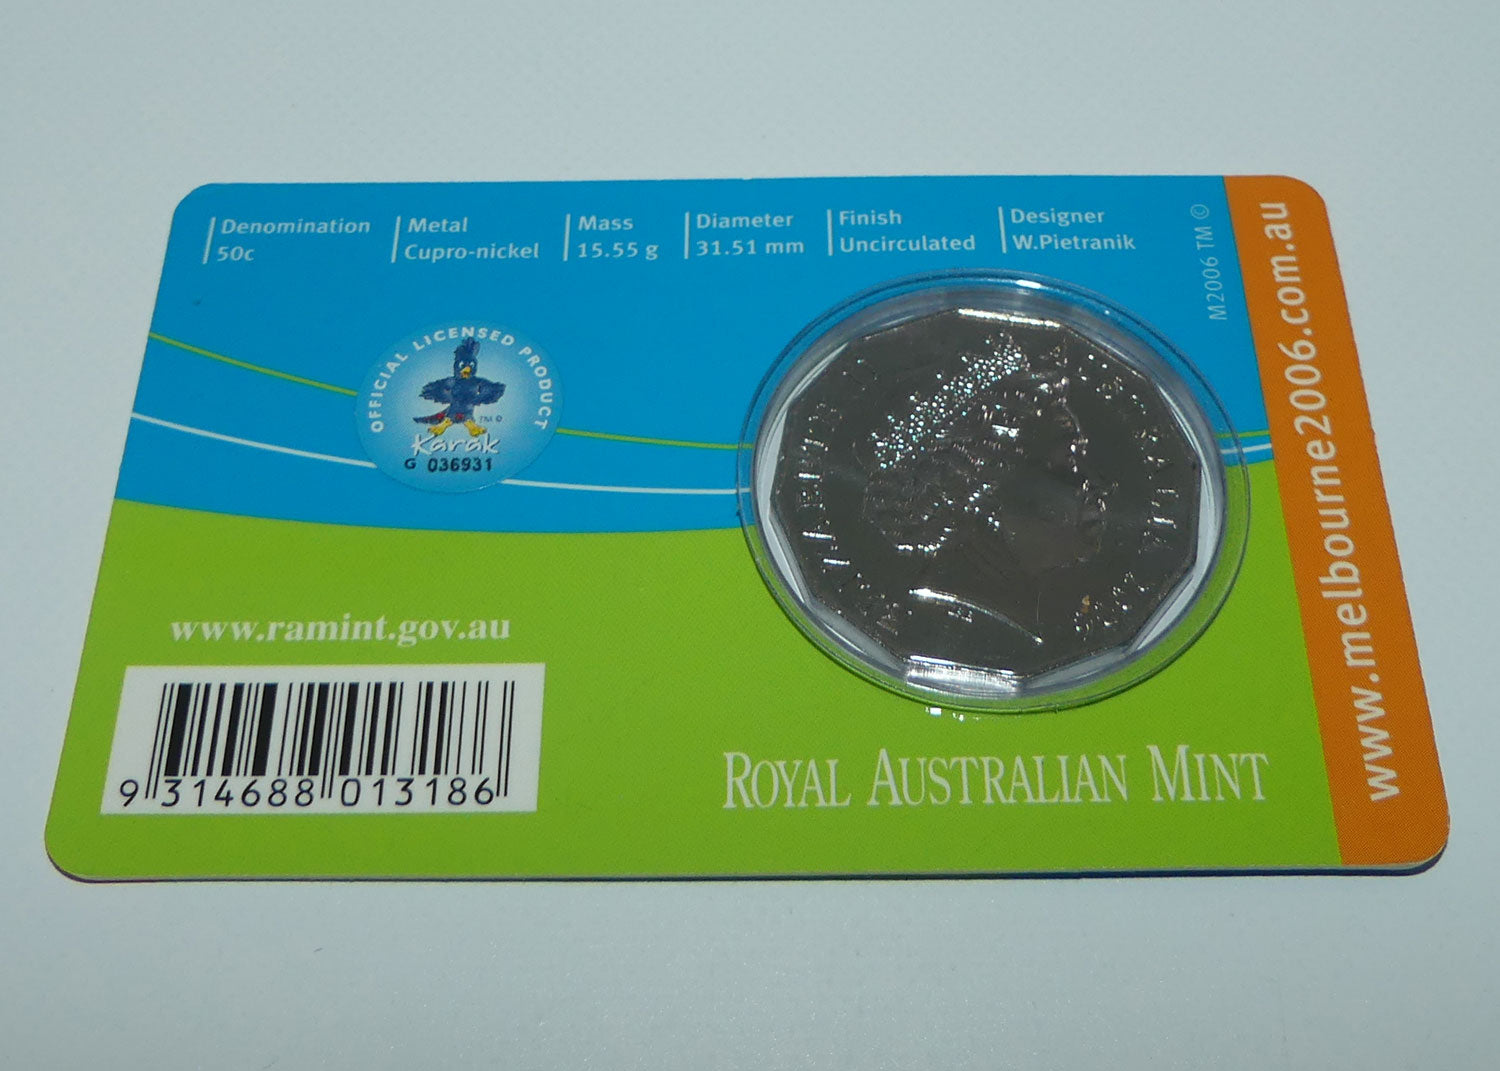 Denomination
50c
Metal
Cupro-nickel
Mass
15.55 g
Diameter
31.51 mm
Finish
Uncirculated
Designer
W.Pietranik
M2006 TM ©
www.melbourne2006.com.au
OFFICIAL LICENSED PRODUCT
TM ©
Karak
G 036931
ELIZABETH II
AUSTRALIA 2006
www.ramint.gov.au
9 314688 013186
ROYAL AUSTRALIAN MINT